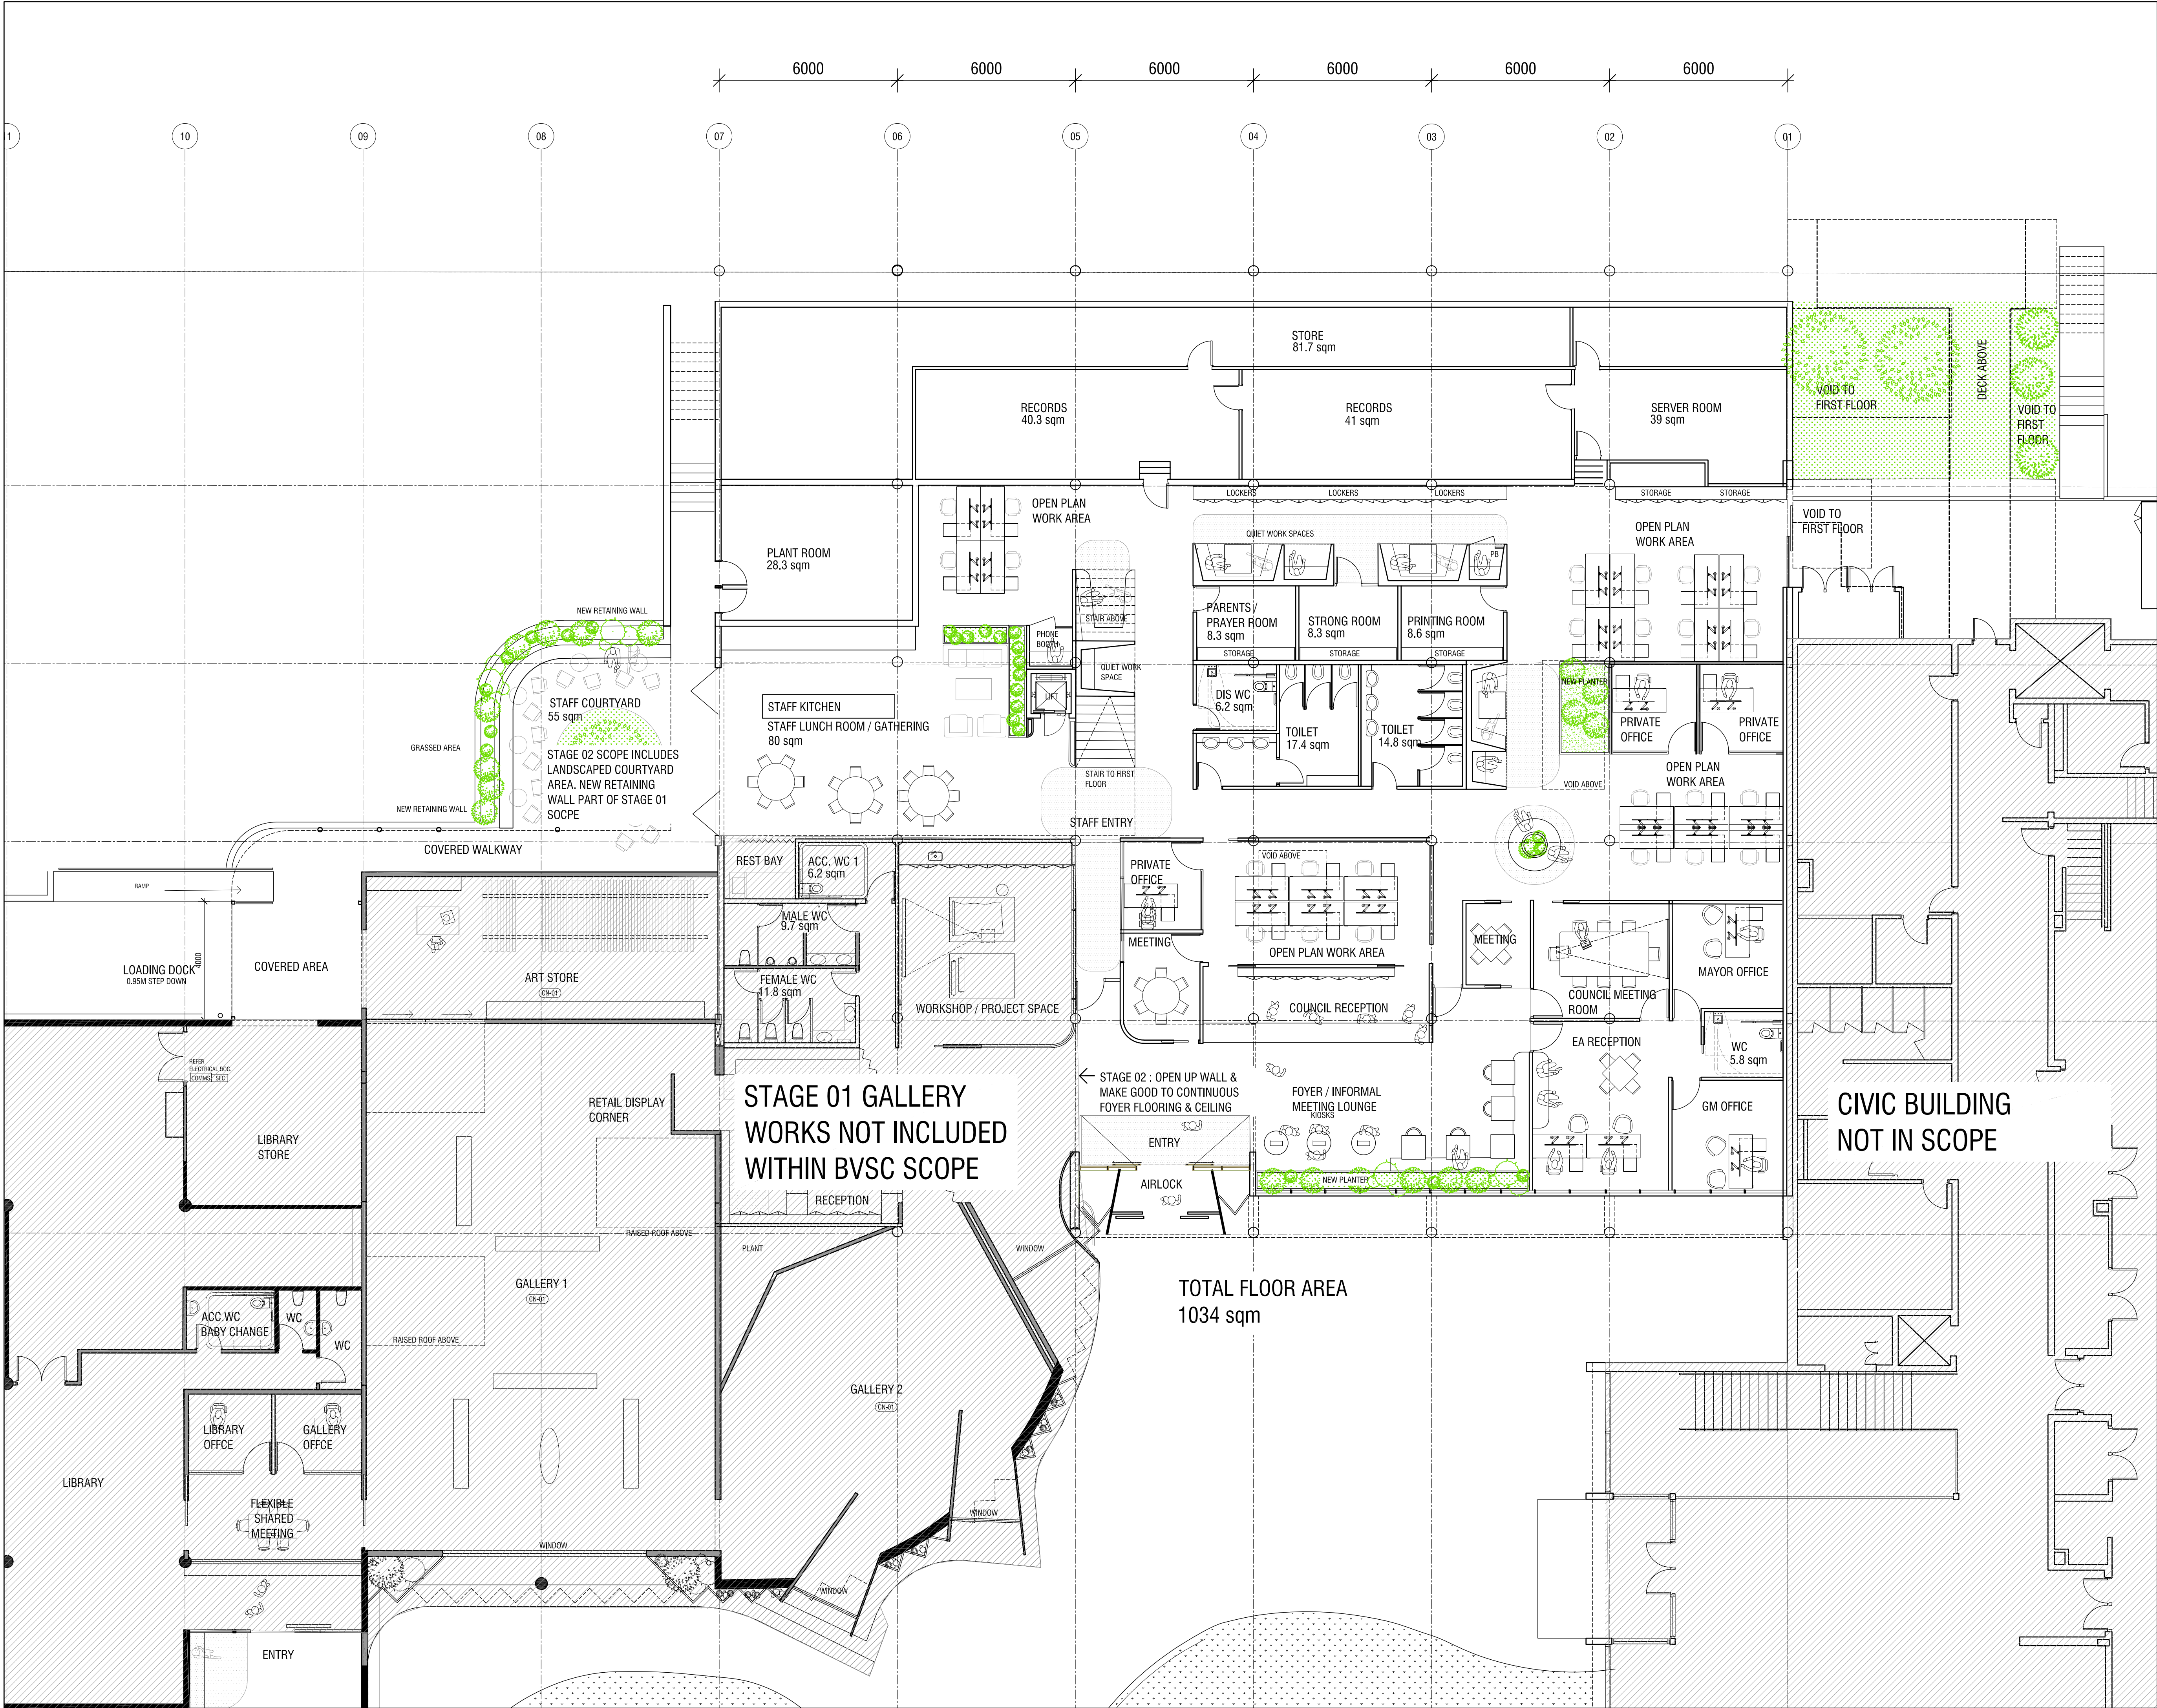 6000 6000 6000 6000 6000 6000
11 10 09 08 07 06 05 04 03 02 01
STORE
81.7 sqm
RECORDS
40.3 sqm
RECORDS
41 sqm
SERVER ROOM
39 sqm
VOID TO
FIRST FLOOR
DECK ABOVE
VOID TO
FIRST
FLOOR
LOCKERS LOCKERS LOCKERS
STORAGE STORAGE
OPEN PLAN
WORK AREA
QUIET WORK SPACES
PB
OPEN PLAN
WORK AREA
VOID TO
FIRST FLOOR
PLANT ROOM
28.3 sqm
NEW RETAINING WALL
STAIR ABOVE
PHONE
BOOTH
PARENTS /
PRAYER ROOM
8.3 sqm
STRONG ROOM
8.3 sqm
PRINTING ROOM
8.6 sqm
STORAGE STORAGE STORAGE
QUIET WORK
SPACE
LIFT
NEW PLANTER
DIS WC
6.2 sqm
TOILET
17.4 sqm
TOILET
14.8 sqm
PRIVATE
OFFICE
PRIVATE
OFFICE
STAFF COURTYARD
55 sqm
STAFF KITCHEN
STAFF LUNCH ROOM / GATHERING
80 sqm
GRASSED AREA
STAGE 02 SCOPE INCLUDES
LANDSCAPED COURTYARD
AREA. NEW RETAINING
WALL PART OF STAGE 01
SOCPE
STAIR TO FIRST
FLOOR
VOID ABOVE
OPEN PLAN
WORK AREA
NEW RETAINING WALL
STAFF ENTRY
COVERED WALKWAY
REST BAY
ACC. WC 1
6.2 sqm
PRIVATE
OFFICE
VOID ABOVE
RAMP
MALE WC
9.7 sqm
MEETING
MEETING
OPEN PLAN WORK AREA
LOADING DOCK
0.95M STEP DOWN
4000
COVERED AREA
ART STORE
CN-01
FEMALE WC
11.8 sqm
WORKSHOP / PROJECT SPACE
COUNCIL RECEPTION
COUNCIL MEETING
ROOM
MAYOR OFFICE
REFER
ELECTRICAL DOC.
COMMS SEC
EA RECEPTION
WC
5.8 sqm
STAGE 01 GALLERY
WORKS NOT INCLUDED
WITHIN BVSC SCOPE
STAGE 02 : OPEN UP WALL &
MAKE GOOD TO CONTINUOUS
FOYER FLOORING & CEILING
FOYER / INFORMAL
MEETING LOUNGE
KIOSKS
GM OFFICE
CIVIC BUILDING
NOT IN SCOPE
RETAIL DISPLAY
CORNER
LIBRARY
STORE
ENTRY
AIRLOCK
NEW PLANTER
RECEPTION
RAISED ROOF ABOVE
PLANT
WINDOW
GALLERY 1
CN-01
TOTAL FLOOR AREA
1034 sqm
ACC.WC
BABY CHANGE
WC
WC
RAISED ROOF ABOVE
GALLERY 2
CN-01
LIBRARY
OFFCE
GALLERY
OFFCE
LIBRARY
FLEXIBLE
SHARED
MEETING
WINDOW
WINDOW
WINDOW
ENTRY